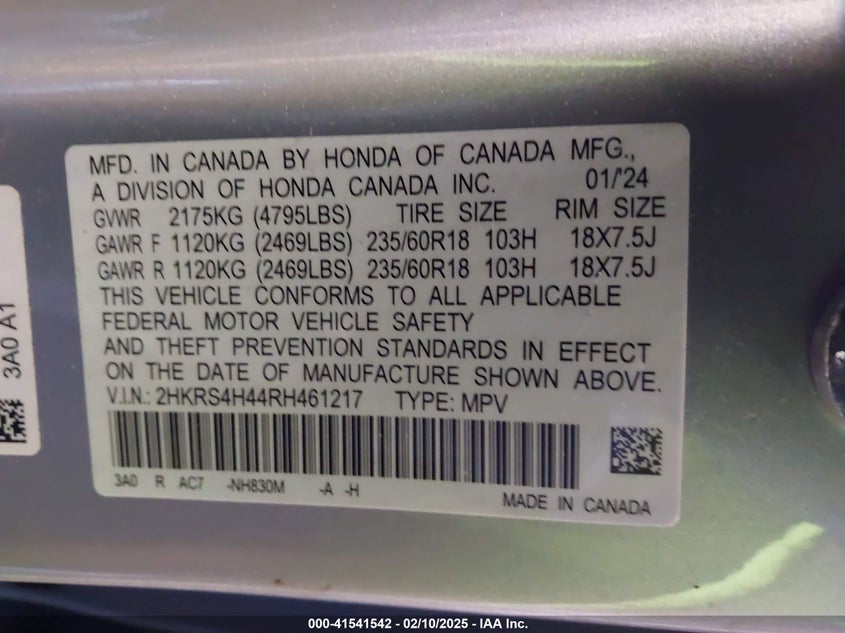 MFD. IN CANADA BY HONDA OF CANADA MFG.,
A DIVISION OF HONDA CANADA INC. 01/'24
GVWR 2175KG (4795LBS) TIRE SIZE RIM SIZE
GAWR F 1120KG (2469LBS) 235/60R18 103H 18X7.5J
GAWR R 1120KG (2469LBS) 235/60R18 103H 18X7.5J
THIS VEHICLE CONFORMS TO ALL APPLICABLE
FEDERAL MOTOR VEHICLE SAFETY
AND THEFT PREVENTION STANDARDS IN EFFECT
ON THE DATE OF MANUFACTURE SHOWN ABOVE.
V.I.N.: 2HKRS4H44RH461217 TYPE: MPV
3A0 R AC7 -NH830M -A -H
MADE IN CANADA
3A0 A1
000-41541542 - 02/10/2025 - IAA Inc.